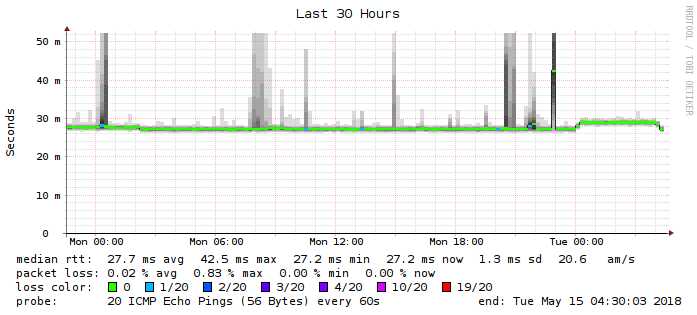 Last 30 Hours
RRDTOOL / TOBI OETIKER
Seconds
50 m
40 m
30 m
20 m
10 m
0
Mon 00:00 Mon 06:00 Mon 12:00 Mon 18:00 Tue 00:00
median rtt: 27.7 ms avg 42.5 ms max 27.2 ms min 27.2 ms now 1.3 ms sd 20.6 am/s
packet loss: 0.02 % avg 0.83 % max 0.00 % min 0.00 % now
loss color: 0 1/20 2/20 3/20 4/20 10/20 19/20
probe: 20 ICMP Echo Pings (56 Bytes) every 60s end: Tue May 15 04:30:03 2018